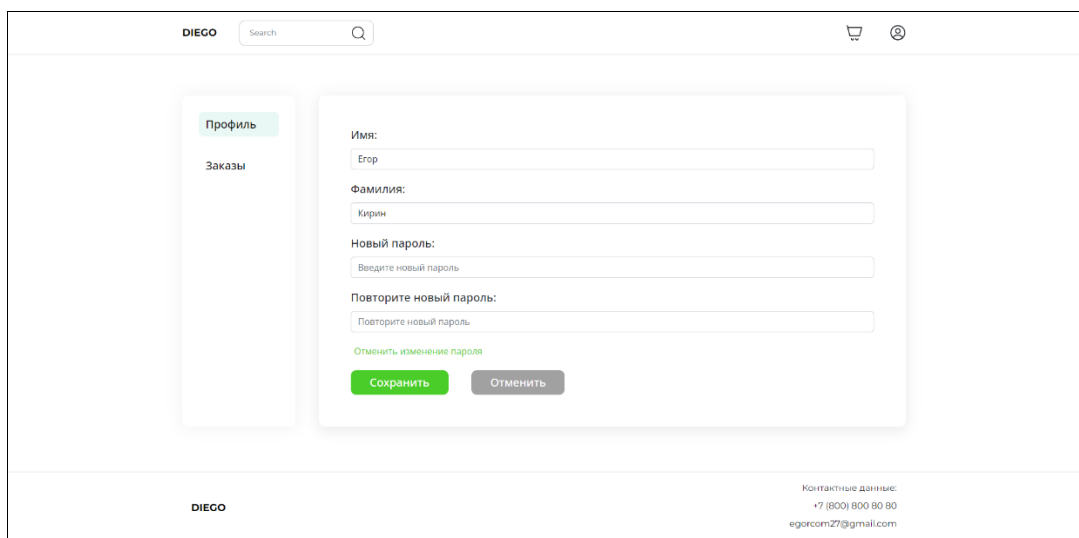 DIEGO
Search
Профиль
Заказы
Имя:
Егор
Фамилия:
Кирин
Новый пароль:
Введите новый пароль
Повторите новый пароль:
Повторите новый пароль
Отменить изменение пароля
Сохранить
Отменить
DIEGO
Контактные данные:
+7 (800) 800 80 80
egorcom27@gmail.com